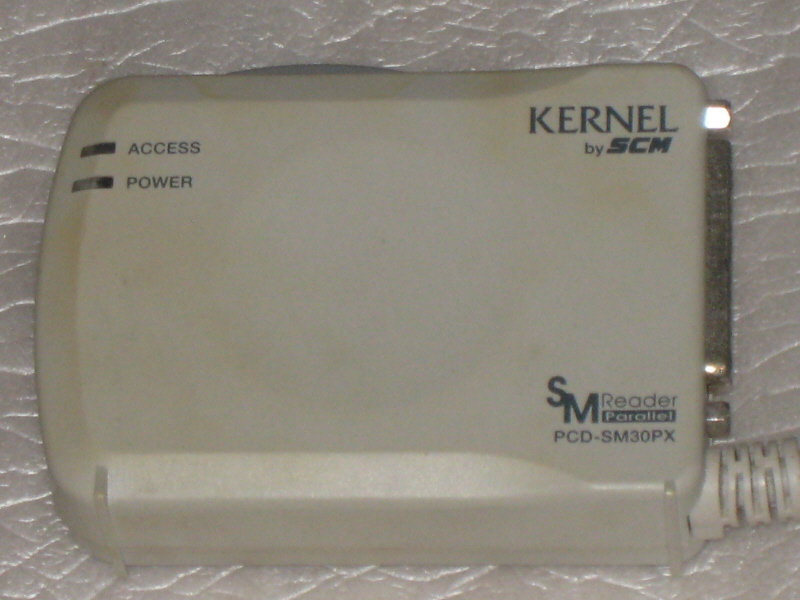 KERNEL
by SCM
ACCESS
POWER
SM Reader
Parallel
PCD-SM30PX